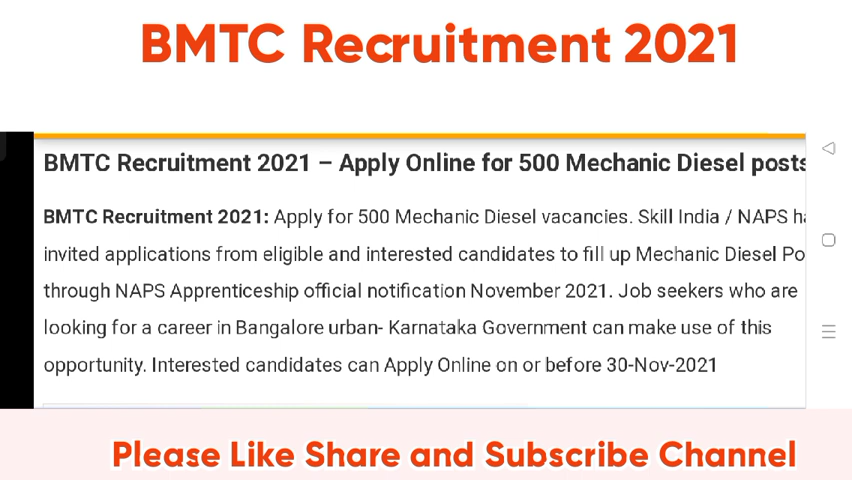 BMTC Recruitment 2021
BMTC Recruitment 2021 – Apply Online for 500 Mechanic Diesel posts
BMTC Recruitment 2021: Apply for 500 Mechanic Diesel vacancies. Skill India / NAPS
invited applications from eligible and interested candidates to fill up Mechanic Diesel
through NAPS Apprenticeship official notification November 2021. Job seekers who are
looking for a career in Bangalore urban- Karnataka Government can make use of this
opportunity. Interested candidates can Apply Online on or before 30-Nov-2021
Please Like Share and Subscribe Channel